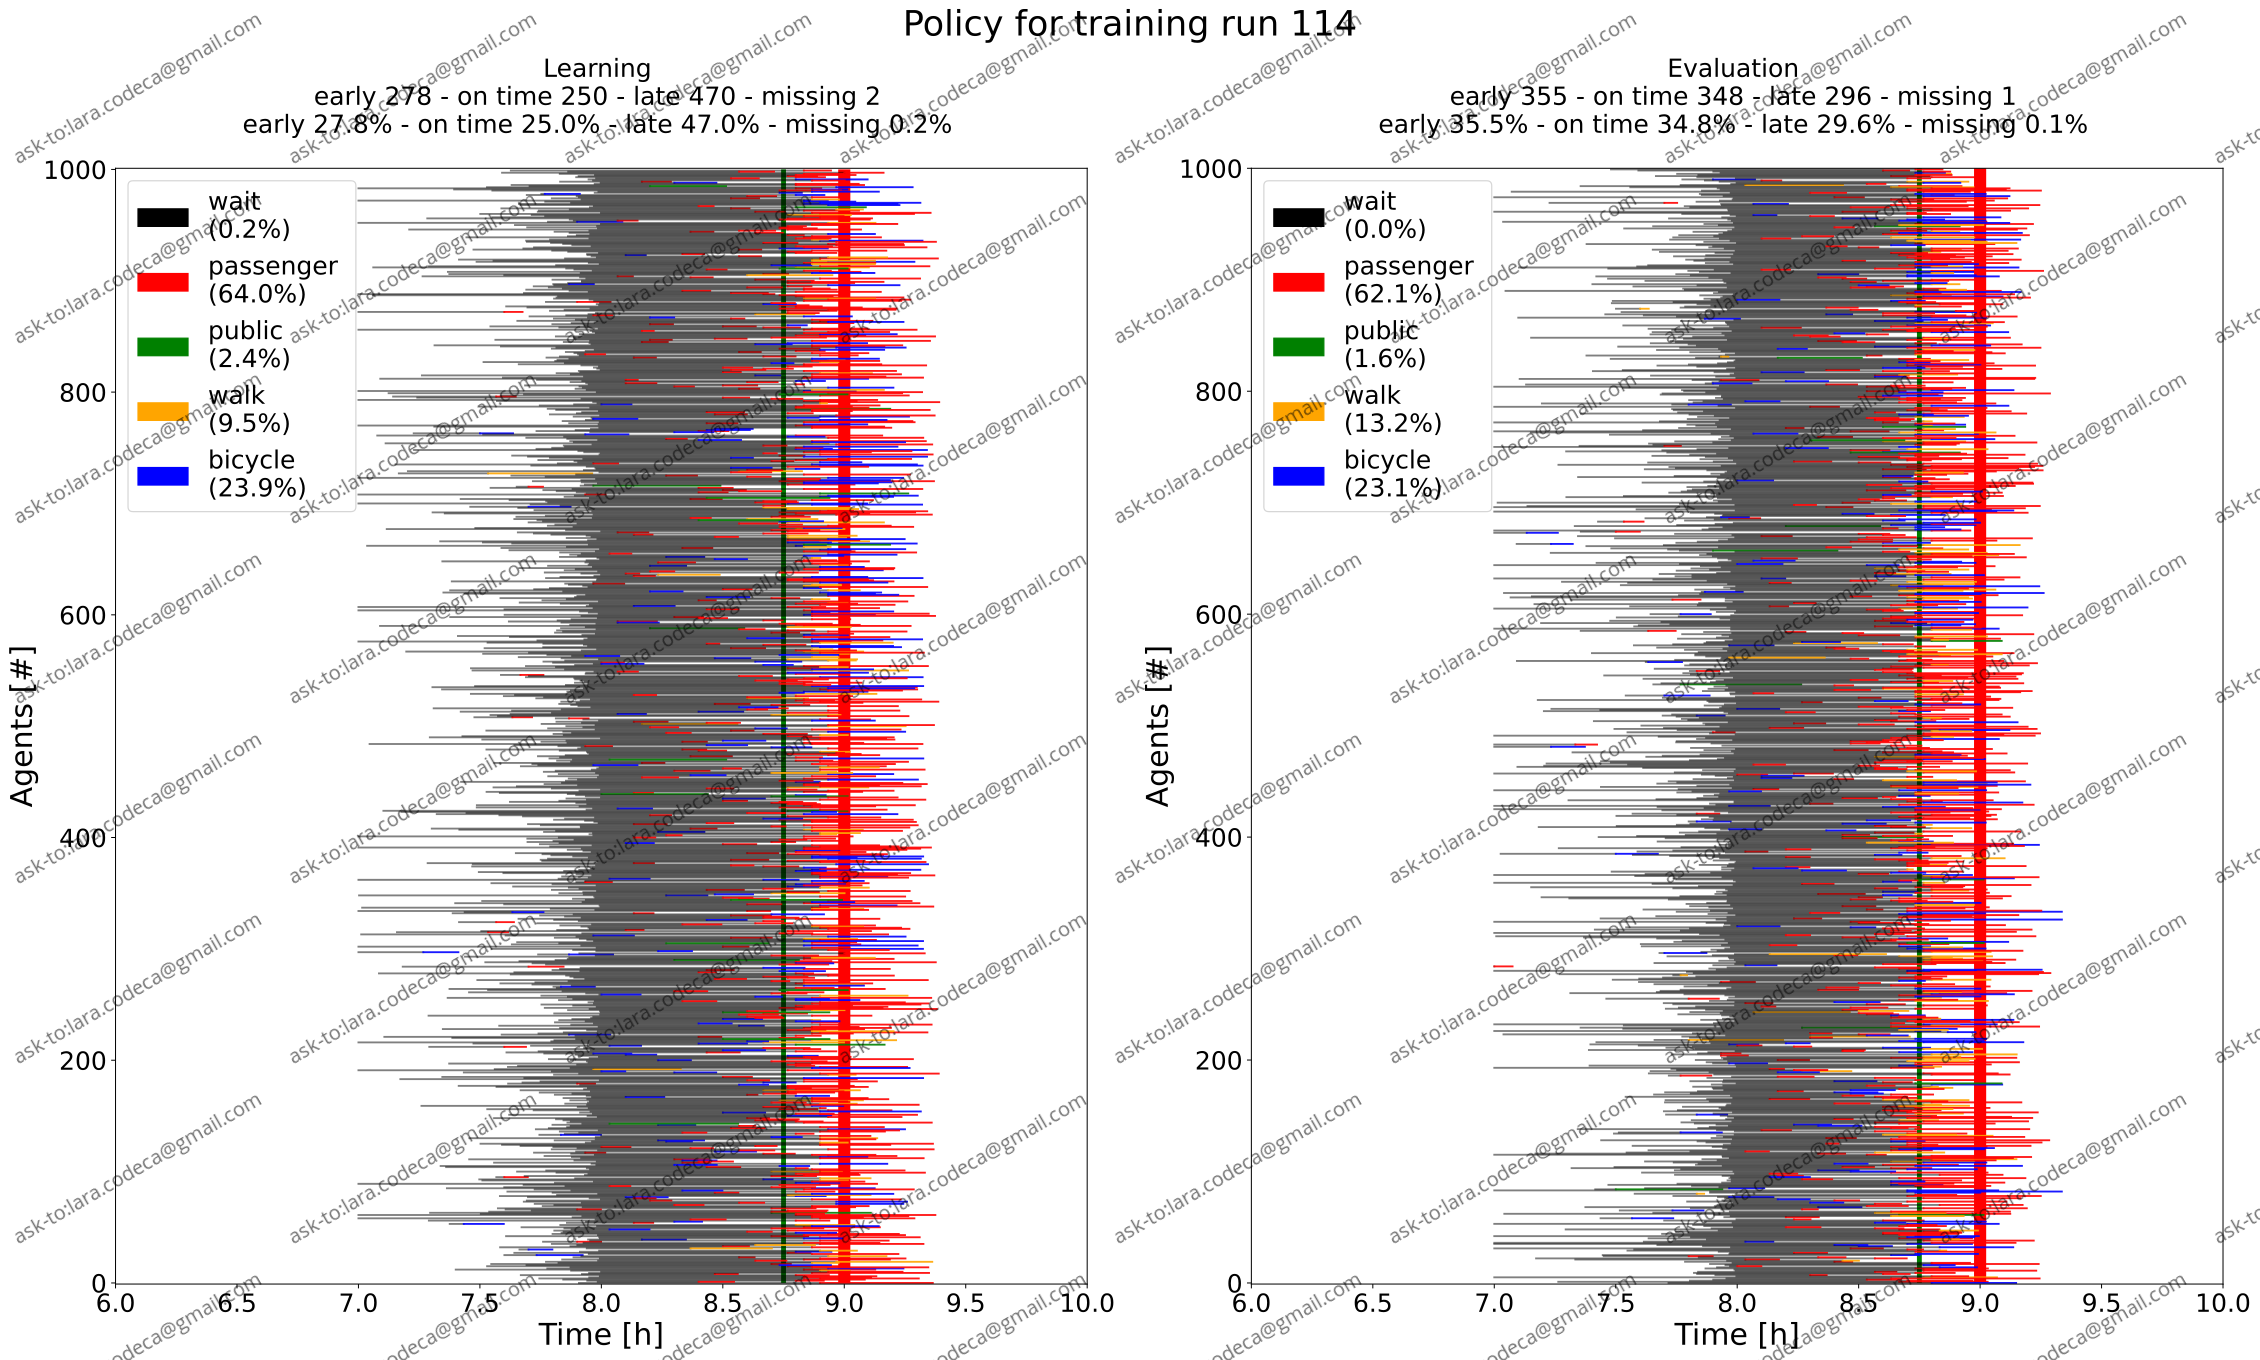 Policy for training run 114
Learning
early 278 - on time 250 - late 470 - missing 2
early 27.8% - on time 25.0% - late 47.0% - missing 0.2%
wait
(0.2%)
passenger
(64.0%)
public
(2.4%)
walk
(9.5%)
bicycle
(23.9%)
1000
800
600
400
200
0
Agents [#]
6.0 6.5 7.0 7.5 8.0 8.5 9.0 9.5 10.0
Time [h]
Evaluation
early 355 - on time 348 - late 296 - missing 1
early 35.5% - on time 34.8% - late 29.6% - missing 0.1%
wait
(0.0%)
passenger
(62.1%)
public
(1.6%)
walk
(13.2%)
bicycle
(23.1%)
1000
800
600
400
200
0
Agents [#]
6.0 6.5 7.0 7.5 8.0 8.5 9.0 9.5 10.0
Time [h]
ask-to:lara.codeca@gmail.com